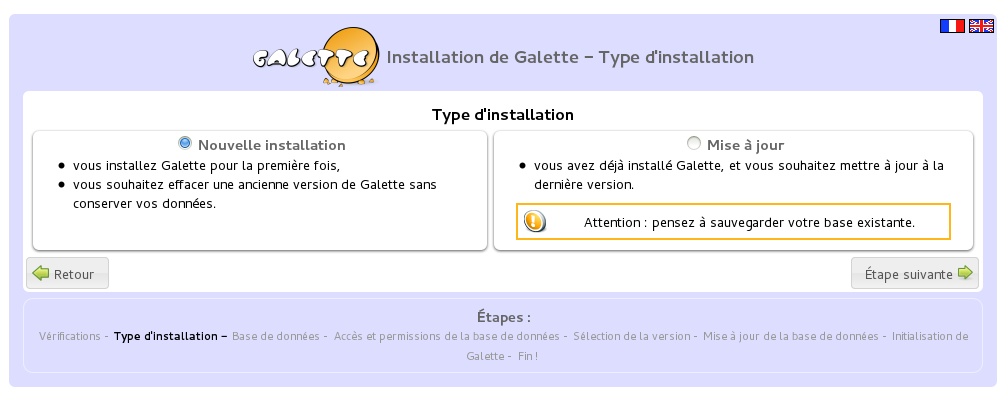 GALETTE Installation de Galette - Type d'installation
Type d'installation
Nouvelle installation
vous installez Galette pour la première fois,
vous souhaitez effacer une ancienne version de Galette sans
conserver vos données.
Mise à jour
vous avez déjà installé Galette, et vous souhaitez mettre à jour à la
dernière version.
Attention : pensez à sauvegarder votre base existante.
Retour
Étape suivante
Étapes :
Vérifications - Type d'installation - Base de données - Accès et permissions de la base de données - Sélection de la version - Mise à jour de la base de données - Initialisation de
Galette - Fin !